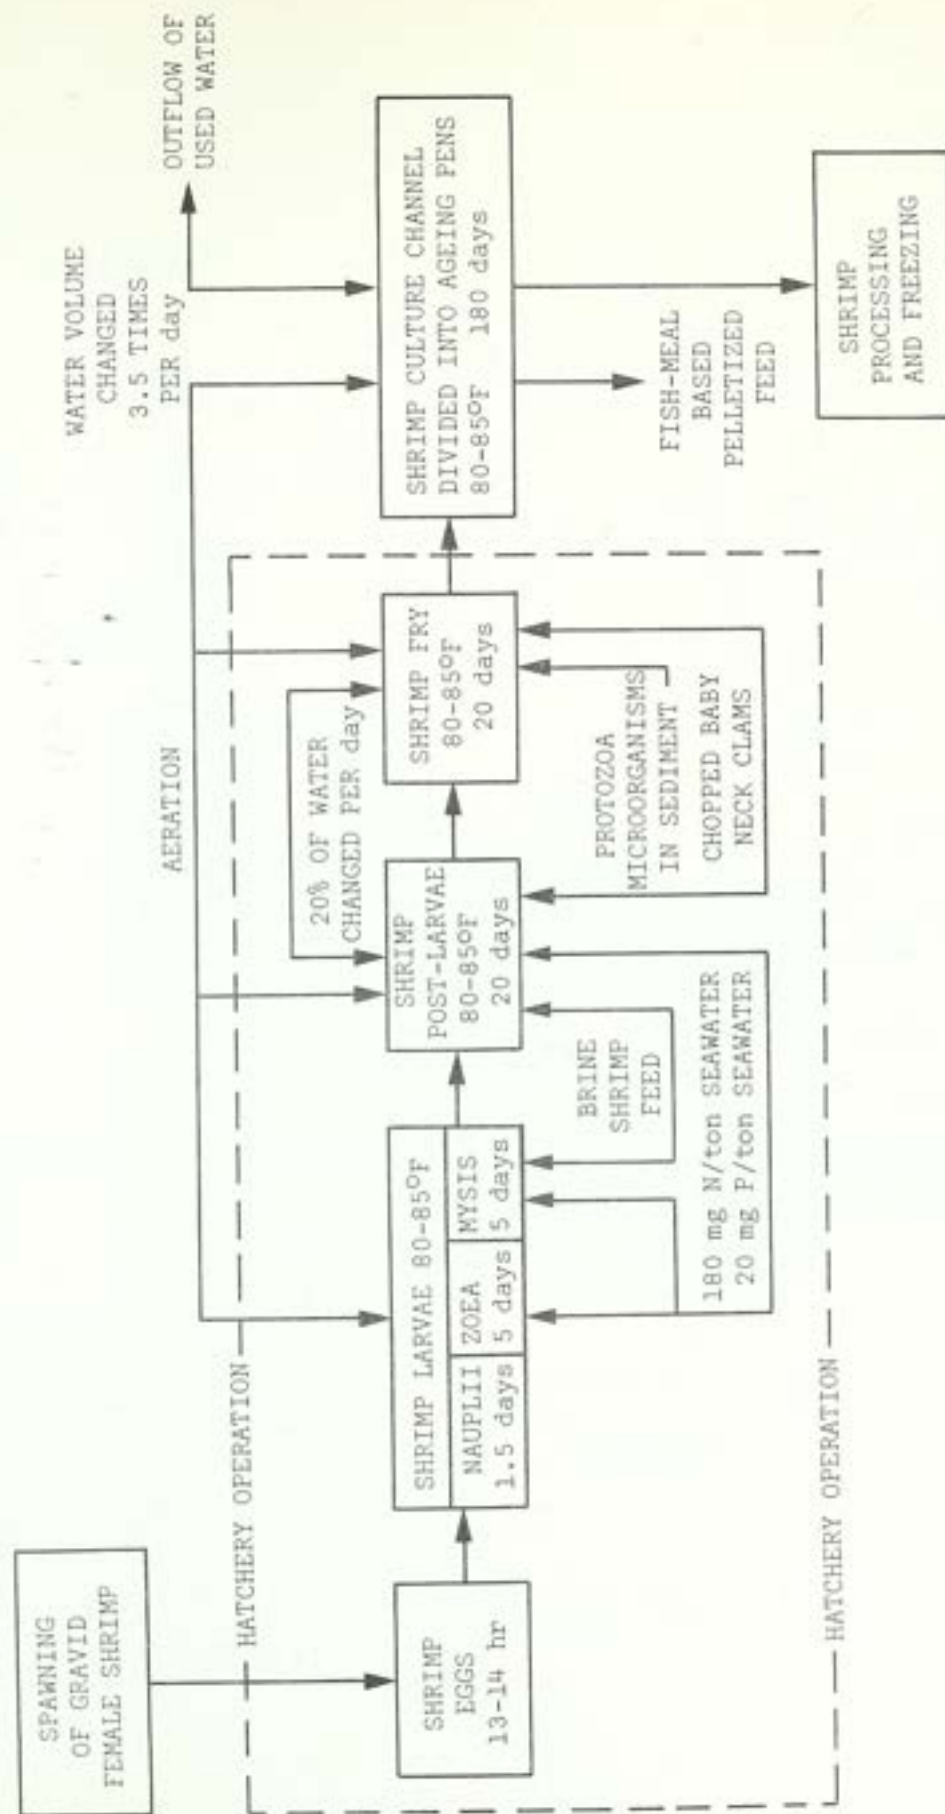 SPAWNING
OF GRAVID
FEMALE SHRIMP
HATCHERY OPERATION
SHRIMP
EGGS
13-14 hr
SHRIMP LARVAE 80-85°F
NAUPLII
1.5 days
ZOEA
5 days
MYSIS
5 days
AERATION
20% OF WATER
CHANGED PER day
SHRIMP
POST-LARVAE
80-85°F
20 days
SHRIMP FRY
80-85°F
20 days
WATER VOLUME
CHANGED
3.5 TIMES
PER day
OUTFLOW OF
USED WATER
SHRIMP CULTURE CHANNEL
DIVIDED INTO AGEING PENS
80-85°F 180 days
BRINE
SHRIMP
FEED
180 mg N/ton SEAWATER
20 mg P/ton SEAWATER
PROTOZOA
MICROORGANISMS
IN SEDIMENT
CHOPPED BABY
NECK CLAMS
FISH-MEAL
BASED
PELLETIZED
FEED
SHRIMP
PROCESSING
AND FREEZING
HATCHERY OPERATION